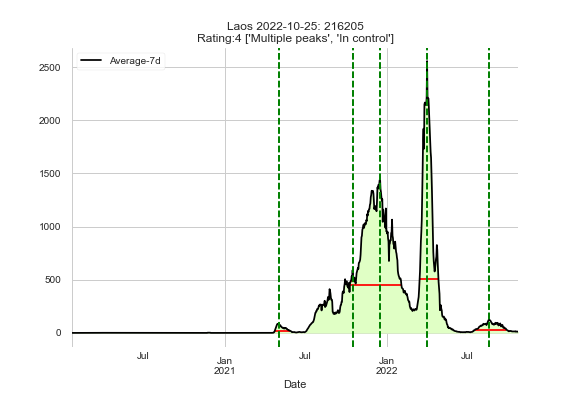 Laos 2022-10-25: 216205
Rating:4 ['Multiple peaks', 'In control']
Average-7d
2500
2000
1500
1000
500
0
Jul
Jan
2021
Jul
Jan
2022
Jul
Date